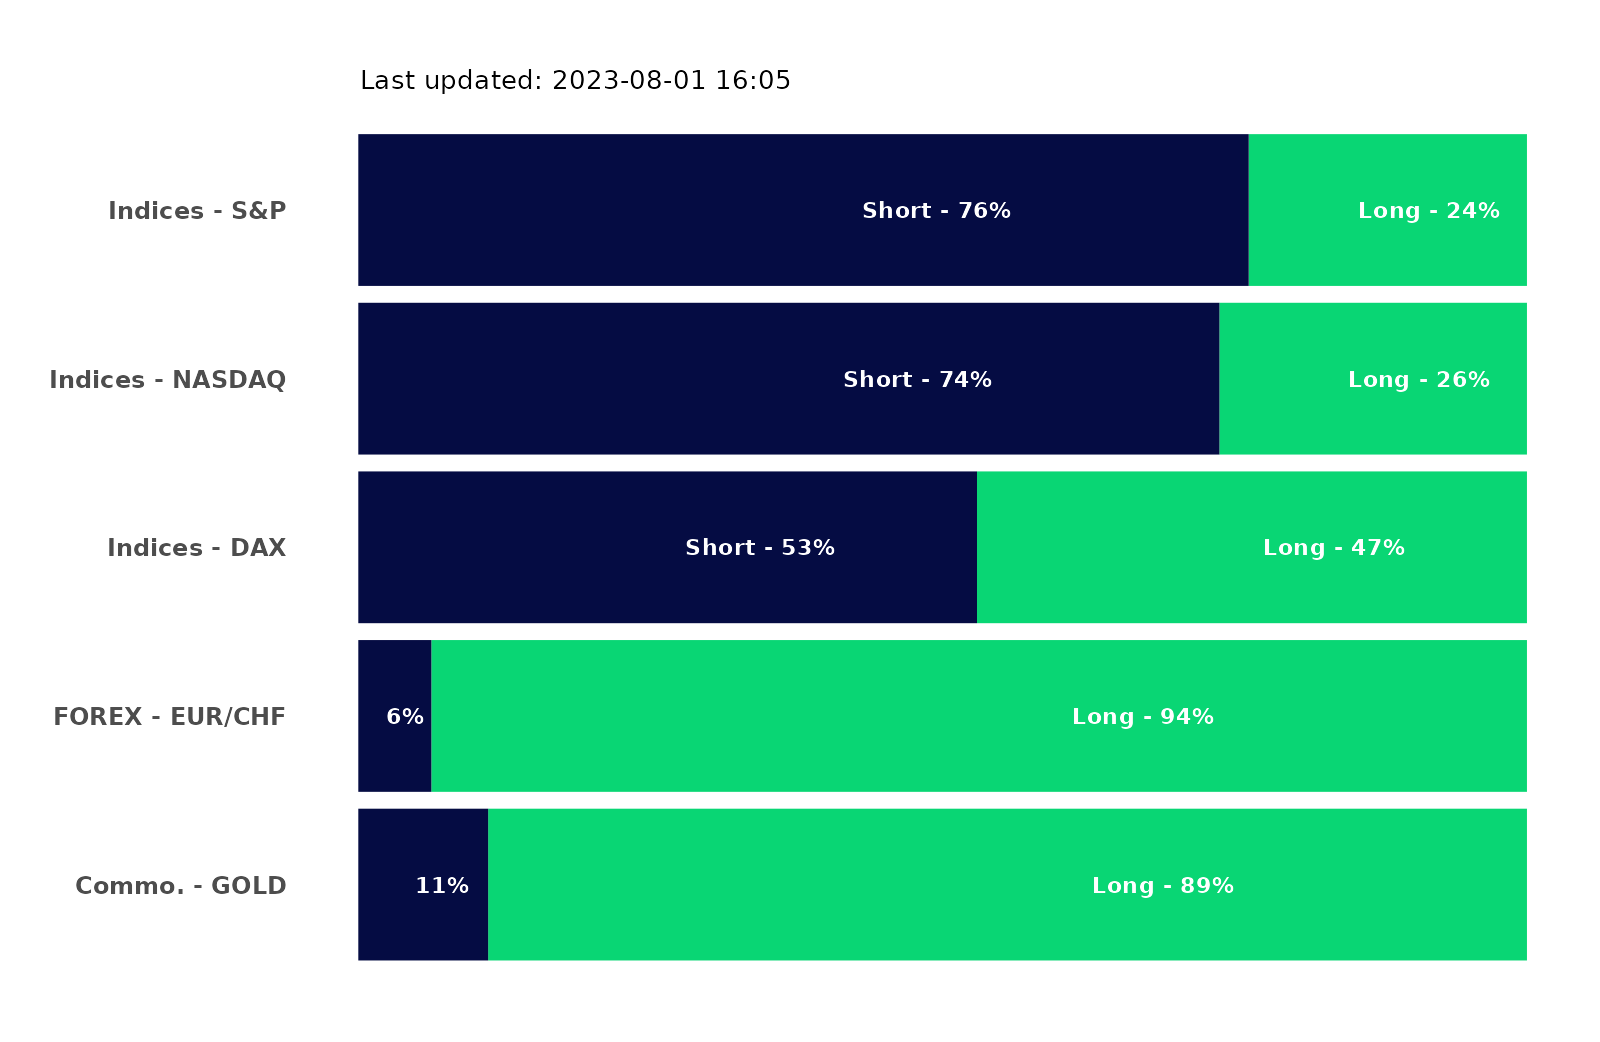 Last updated: 2023-08-01 16:05
Indices - S&P Short - 76% Long - 24%
Indices - NASDAQ Short - 74% Long - 26%
Indices - DAX Short - 53% Long - 47%
FOREX - EUR/CHF 6% Long - 94%
Commo. - GOLD 11% Long - 89%